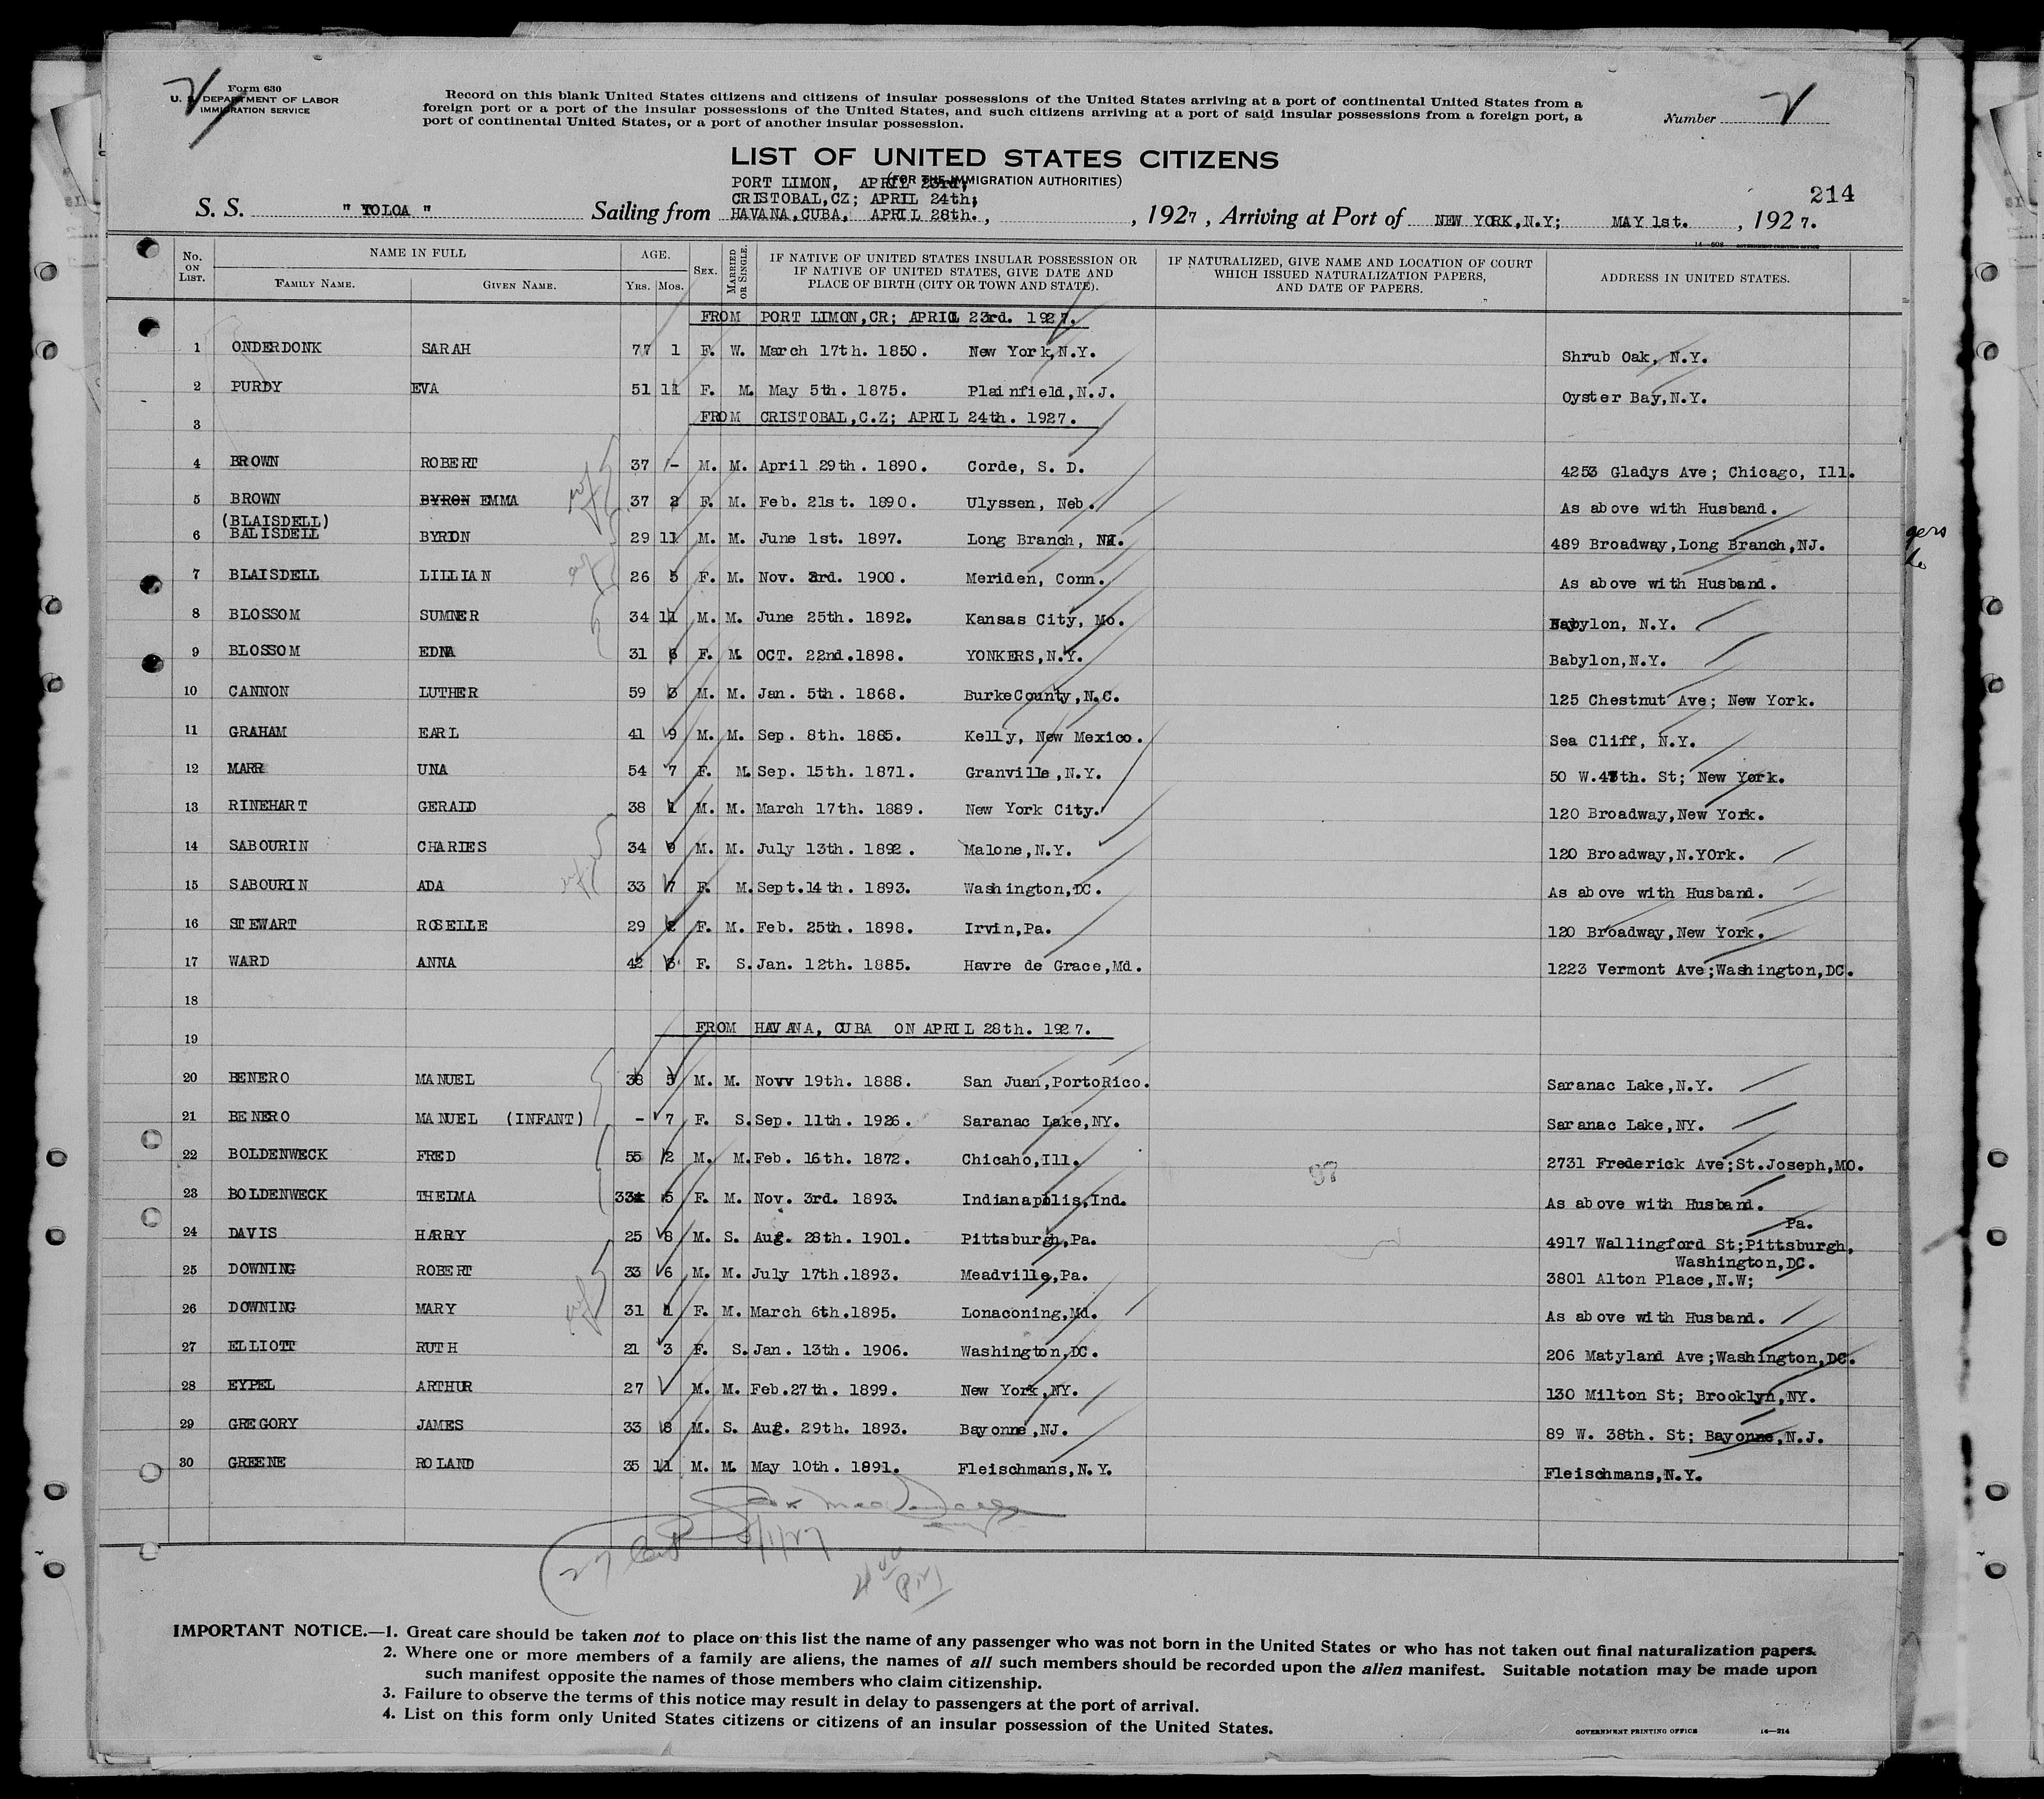 Form 630
U. S. DEPARTMENT OF LABOR
IMMIGRATION SERVICE
Record on this blank United States citizens and citizens of insular possessions of the United States arriving at a port of continental United States from a
foreign port or a port of the insular possessions of the United States, and such citizens arriving at a port of said insular possessions from a foreign port, a
port of continental United States, or a port of another insular possession.
Number 2
LIST OF UNITED STATES CITIZENS
(FOR THE IMMIGRATION AUTHORITIES)
PORT LIMON, APRIL 23rd;
CRISTOBAL,CZ; APRIL 24th;
214
S. S. " TOLOA " Sailing from HAVANA,CUBA, APRIL 28th. , , 1927 , Arriving at Port of NEW YORK,N.Y; MAY 1st. , 1927.
14—608 GOVERNMENT PRINTING OFFICE
No. ON LIST. NAME IN FULL FAMILY NAME. GIVEN NAME. AGE. YRS. MOS. SEX. MARRIED OR SINGLE. IF NATIVE OF UNITED STATES INSULAR POSSESSION OR IF NATIVE OF UNITED STATES, GIVE DATE AND PLACE OF BIRTH (CITY OR TOWN AND STATE). IF NATURALIZED, GIVE NAME AND LOCATION OF COURT WHICH ISSUED NATURALIZATION PAPERS, AND DATE OF PAPERS. ADDRESS IN UNITED STATES.
FROM PORT LIMON,CR; APRIL 23rd. 1927.
1 ONDERDONK SARAH 77 1 F. W. March 17th. 1850. New York,N.Y. Shrub Oak, N.Y.
2 PURDY EVA 51 11 F. M. May 5th. 1875. Plainfield,N.J. Oyster Bay,N.Y.
3 FROM CRISTOBAL,C.Z; APRIL 24th. 1927.
4 BROWN ROBERT 37 - M. M. April 29th. 1890. Corde, S. D. 4253 Gladys Ave; Chicago, Ill.
5 BROWN BYRON EMMA 37 2 F. M. Feb. 21st. 1890. Ulyssen, Neb. As above with Husband.
(BLAISDELL)
6 BALISDELL BYRON 29 11 M. M. June 1st. 1897. Long Branch, NJ. 489 Broadway,Long Branch,NJ.
7 BLAISDELL LILLIAN 26 5 F. M. Nov. 3rd. 1900. Meriden, Conn. As above with Husband.
8 BLOSSOM SUMNER 34 11 M. M. June 25th. 1892. Kansas City, Mo. Babylon, N.Y.
9 BLOSSOM EDNA 31 6 F. M. OCT. 22nd.1898. YONKERS,N.Y. Babylon,N.Y.
10 CANNON LUTHER 59 3 M. M. Jan. 5th. 1868. BurkeCounty,N.C. 125 Chestnut Ave; New York.
11 GRAHAM EARL 41 9 M. M. Sep. 8th. 1885. Kelly, New Mexico. Sea Cliff, N.Y.
12 MARR UNA 54 7 F. M. Sep. 15th. 1871. Granville,N.Y. 50 W. St; New York.
13 RINEHART GERALD 38 1 M. M. March 17th. 1889. New York City. 120 Broadway,New York.
14 SABOURIN CHARLES 34 9 M. M. July 13th. 1892. Malone,N.Y. 120 Broadway,N.YOrk.
15 SABOURIN ADA 33 7 F. M. Sept.14th. 1893. Washington,DC. As above with Husband.
16 STEWART ROSELLE 29 2 F. M. Feb. 25th. 1898. Irvin,Pa. 120 Broadway,New York.
17 WARD ANNA 42 3 F. S. Jan. 12th. 1885. Havre de Grace,Md. 1223 Vermont Ave;Washington,DC.
18
19 FROM HAVANA, CUBA ON APRIL 28th. 1927.
20 BENERO MANUEL 38 5 M. M. Novv 19th. 1888. San Juan,PortoRico. Saranac Lake,N.Y.
21 BENERO MANUEL (INFANT) - 7 F. S. Sep. 11th. 1926. Saranac Lake,NY. Saranac Lake,NY.
22 BOLDENWECK FRED 55 2 M. M. Feb. 16th. 1872. Chicaho,Ill. 2731 Frederick Ave;St.Joseph,MO.
23 BOLDENWECK THELMA 33 5 F. M. Nov. 3rd. 1893. Indianapolis,Ind. As above with Husband.
Pa.
24 DAVIS HARRY 25 8 M. S. Aug. 28th. 1901. Pittsburgh,Pa. 4917 Wallingford St;Pittsburgh,
Washington,DC.
25 DOWNING ROBERT 33 6 M. M. July 17th.1893. Meadville,Pa. 3801 Alton Place,N.W;
26 DOWNING MARY 31 1 F. M. March 6th.1895. Lonaconing,Md. As above with Husband.
27 ELLIOTT RUTH 21 3 F. S. Jan. 13th. 1906. Washington,DC. 206 Matyland Ave;Washington,DC.
28 EYPEL ARTHUR 27 M. M. Feb.27th. 1899. New York,NY. 130 Milton St; Brooklyn,NY.
29 GREGORY JAMES 33 8 M. S. Aug. 29th. 1893. Bayonne,NJ. 89 W. 38th. St; Bayonne,N.J.
30 GREENE ROLAND 35 11 M. M. May 10th. 1891. Fleischmans,N.Y. Fleischmans,N.Y.
97
5/1/27
27
4 00 PM
IMPORTANT NOTICE.—1. Great care should be taken not to place on this list the name of any passenger who was not born in the United States or who has not taken out final naturalization papers.
2. Where one or more members of a family are aliens, the names of all such members should be recorded upon the alien manifest. Suitable notation may be made upon
such manifest opposite the names of those members who claim citizenship.
3. Failure to observe the terms of this notice may result in delay to passengers at the port of arrival.
4. List on this form only United States citizens or citizens of an insular possession of the United States.
GOVERNMENT PRINTING OFFICE 14—214